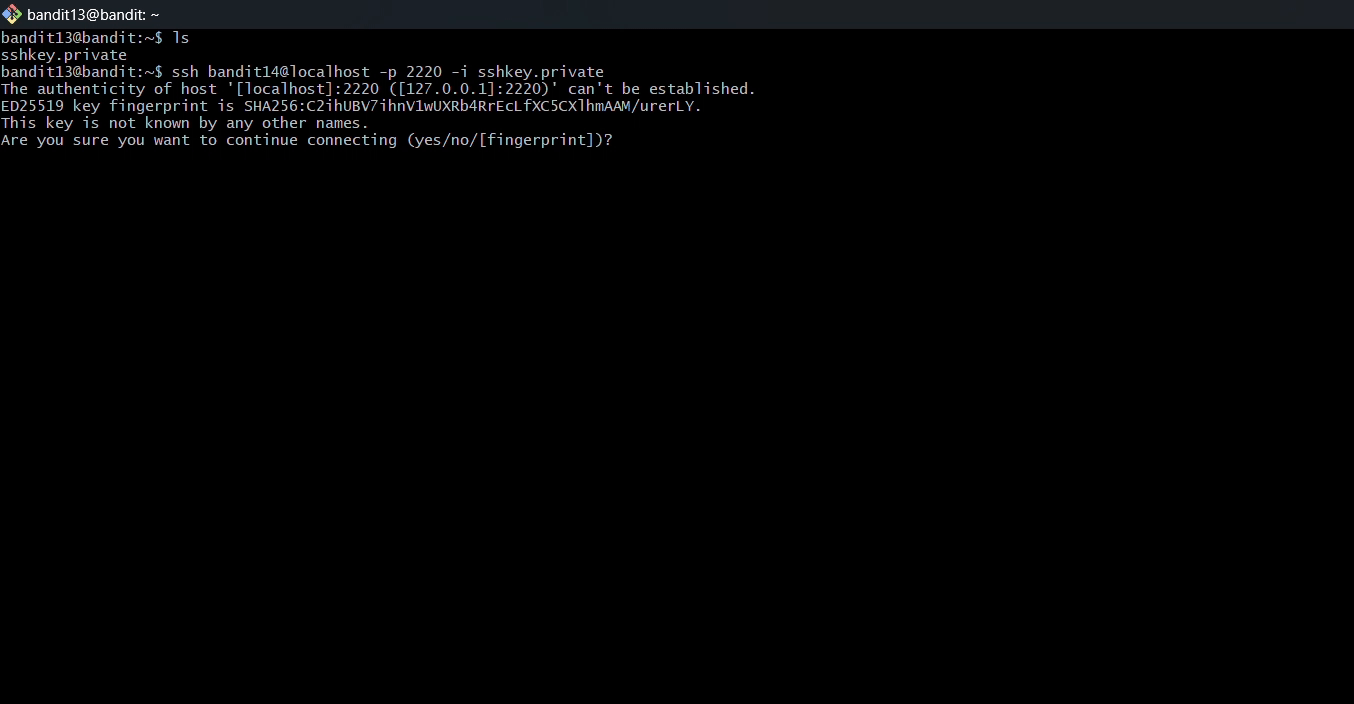 bandit13@bandit: ~
bandit13@bandit:~$ ls
sshkey.private
bandit13@bandit:~$ ssh bandit14@localhost -p 2220 -i sshkey.private
The authenticity of host '[localhost]:2220 ([127.0.0.1]:2220)' can't be established.
ED25519 key fingerprint is SHA256:C2ihUBV7ihnV1wUXRb4RrEcLfXC5CXlhmAAM/urerLY.
This key is not known by any other names.
Are you sure you want to continue connecting (yes/no/[fingerprint])?